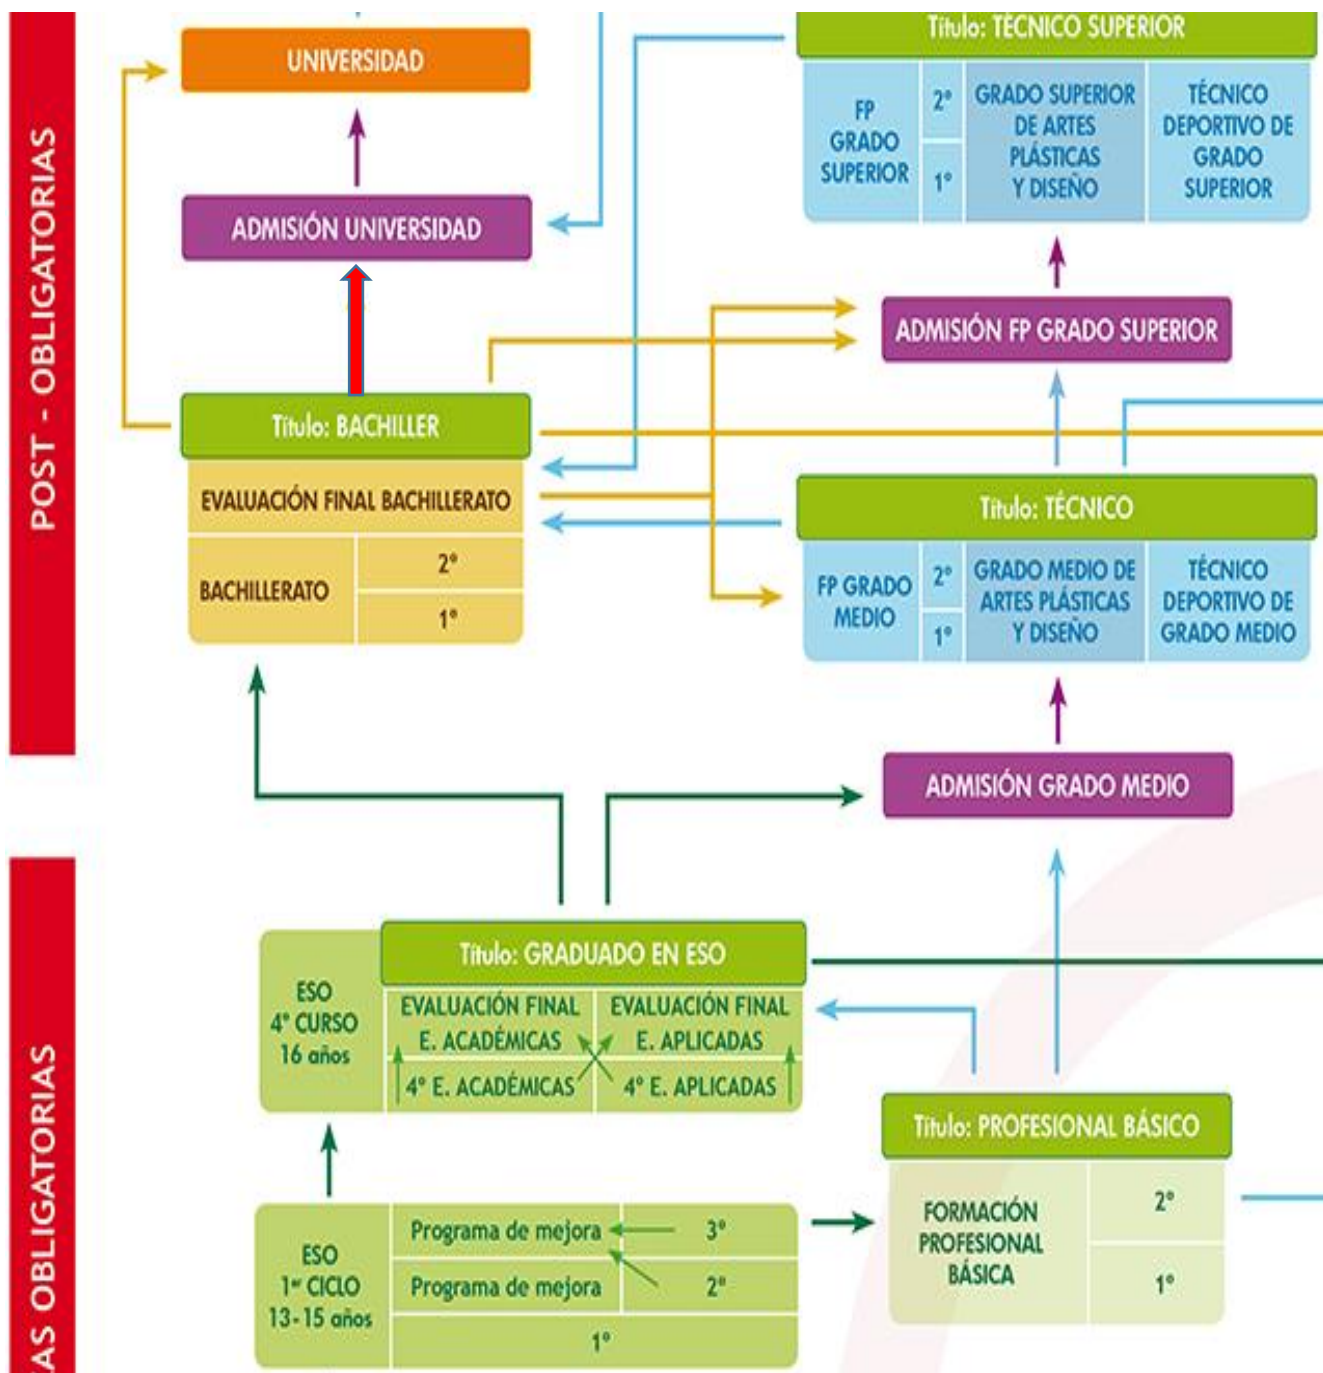 POST - OBLIGATORIAS
UNIVERSIDAD
ADMISIÓN UNIVERSIDAD
Título: BACHILLER
EVALUACIÓN FINAL BACHILLERATO
BACHILLERATO
2º
1º
Título: TÉCNICO SUPERIOR
FP
GRADO
SUPERIOR
2º
1º
GRADO SUPERIOR
DE ARTES
PLÁSTICAS
Y DISEÑO
TÉCNICO
DEPORTIVO DE
GRADO
SUPERIOR
ADMISIÓN FP GRADO SUPERIOR
Título: TÉCNICO
FP GRADO
MEDIO
2º
1º
GRADO MEDIO DE
ARTES PLÁSTICAS
Y DISEÑO
TÉCNICO
DEPORTIVO DE
GRADO MEDIO
ADMISIÓN GRADO MEDIO
OBLIGATORIAS
ESO
4º CURSO
16 años
Título: GRADUADO EN ESO
EVALUACIÓN FINAL
E. ACADÉMICAS
EVALUACIÓN FINAL
E. APLICADAS
4º E. ACADÉMICAS
4º E. APLICADAS
ESO
1er CICLO
13-15 años
Programa de mejora
3º
Programa de mejora
2º
1º
Título: PROFESIONAL BÁSICO
FORMACIÓN
PROFESIONAL
BÁSICA
2º
1º